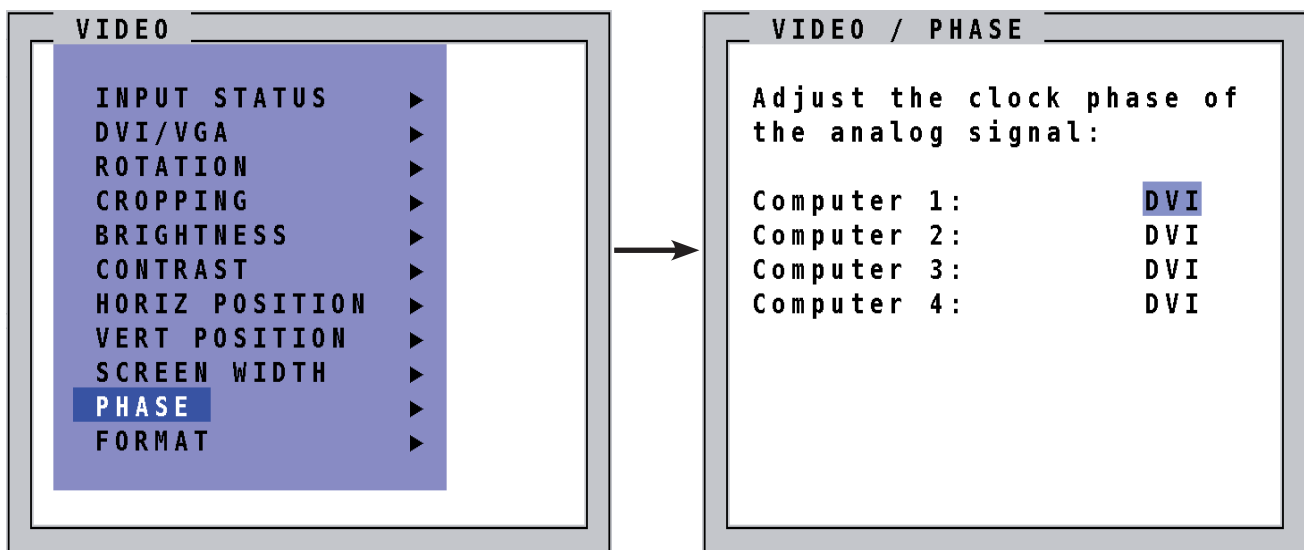 VIDEO
INPUT STATUS ▶
DVI/VGA ▶
ROTATION ▶
CROPPING ▶
BRIGHTNESS ▶
CONTRAST ▶
HORIZ POSITION ▶
VERT POSITION ▶
SCREEN WIDTH ▶
PHASE ▶
FORMAT ▶
VIDEO / PHASE
Adjust the clock phase of
the analog signal:
Computer 1: DVI
Computer 2: DVI
Computer 3: DVI
Computer 4: DVI